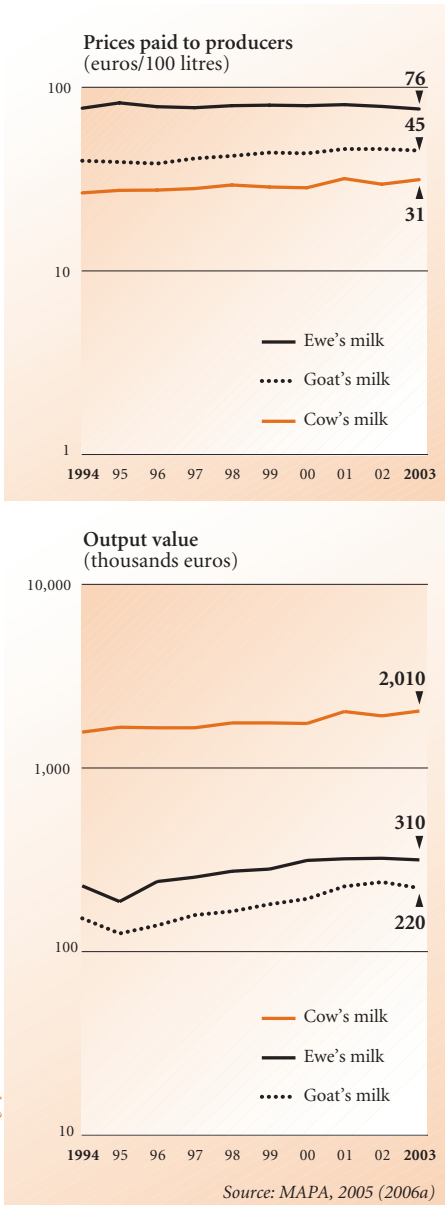 Prices paid to producers
(euros/100 litres)
100
76
45
31
10
Ewe's milk
Goat's milk
Cow's milk
1
1994 95 96 97 98 99 00 01 02 2003
Output value
(thousands euros)
10,000
2,010
1,000
310
220
100
Cow's milk
Ewe's milk
Goat's milk
10
1994 95 96 97 98 99 00 01 02 2003
Source: MAPA, 2005 (2006a)